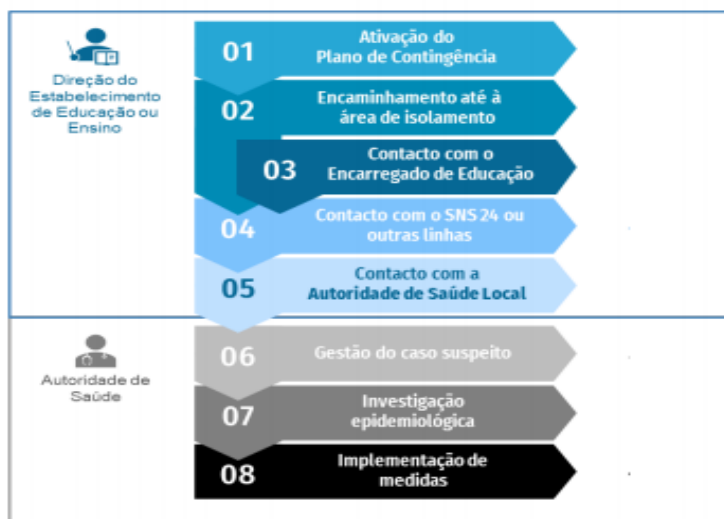 Direção do
Estabelecimento
de Educação ou
Ensino
01
Ativação do
Plano de Contingência
02
Encaminhamento até à
área de isolamento
03
Contacto com o
Encarregado de Educação
04
Contacto com o SNS 24 ou
outras linhas
05
Contacto com a
Autoridade de Saúde Local
Autoridade de
Saúde
06
Gestão do caso suspeito
07
Investigação
epidemiológica
08
Implementação de
medidas